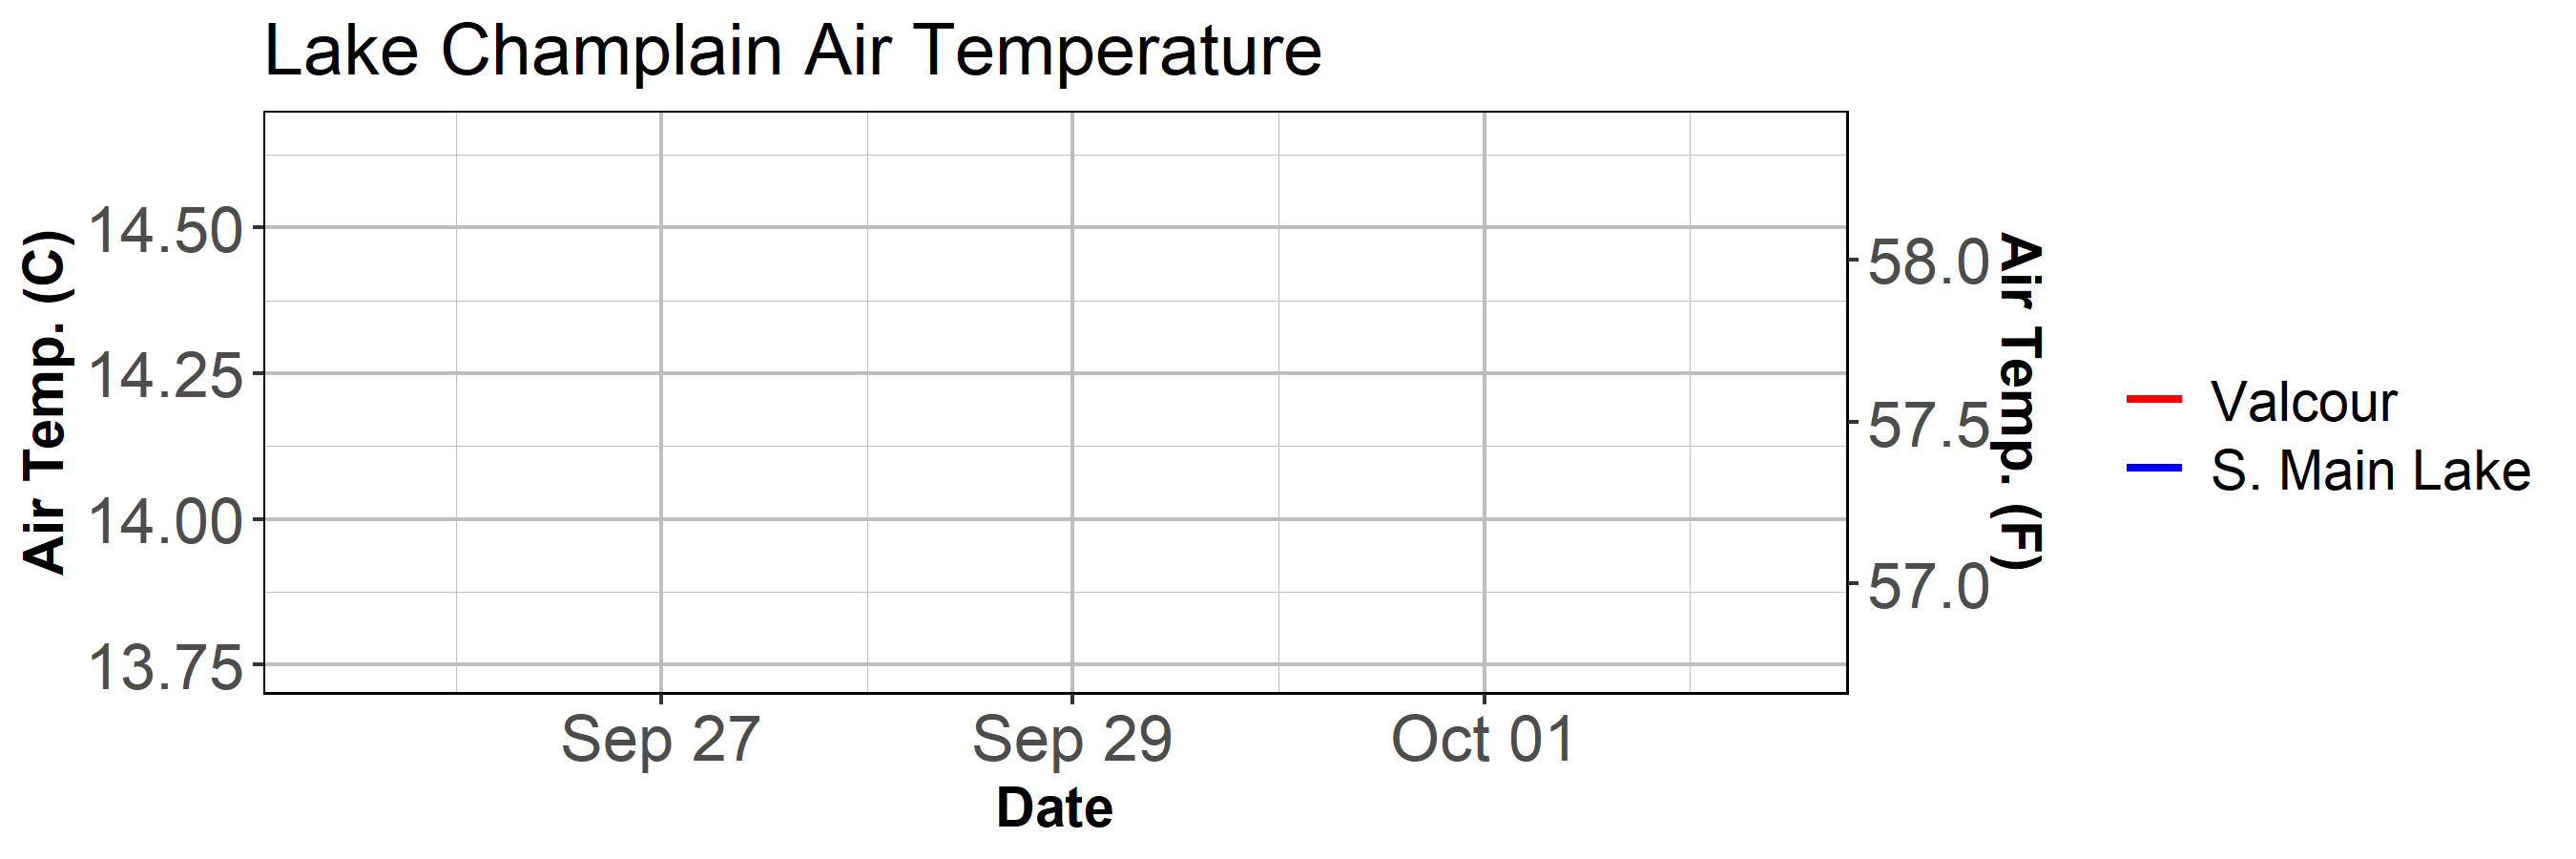 Lake Champlain Air Temperature
Air Temp. (C)
14.50
14.25
14.00
13.75
58.0
57.5
57.0
Air Temp. (F)
Sep 27
Sep 29
Oct 01
Date
Valcour
S. Main Lake